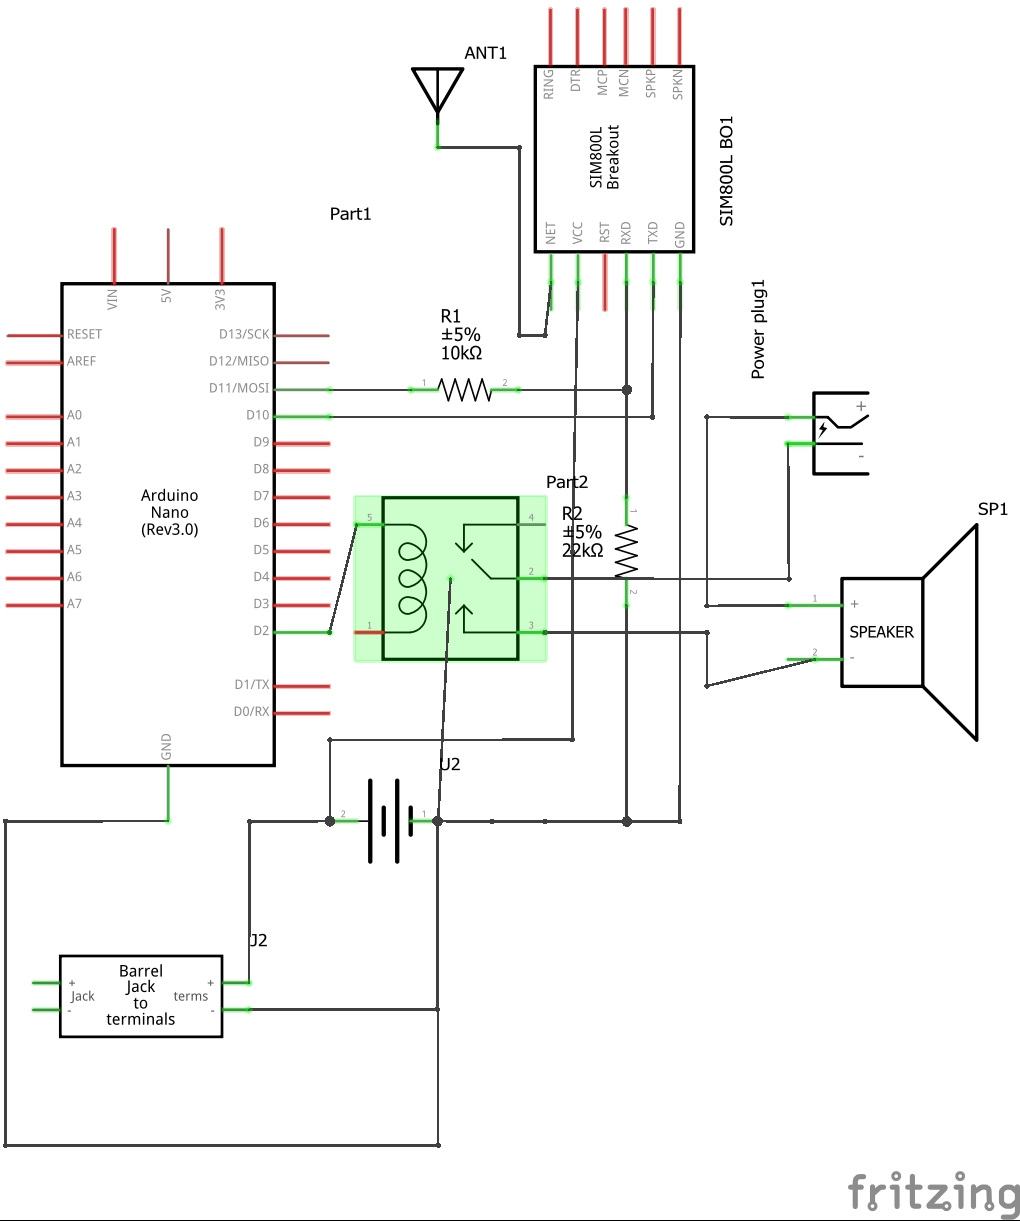 ANT1
RING
DTR
MCP
MCN
SPKP
SPKN
SIM800L
Breakout
SIM800L BO1
NET
VCC
RST
RXD
TXD
GND
Part1
VIN
5V
3V3
RESET
AREF
A0
A1
A2
A3
A4
A5
A6
A7
Arduino
Nano
(Rev3.0)
D13/SCK
D12/MISO
D11/MOSI
D10
D9
D8
D7
D6
D5
D4
D3
D2
D1/TX
D0/RX
GND
R1
±5%
10kΩ
1
2
Power plug1
+
-
Part2
R2
±5%
22kΩ
1
2
5
4
2
1
3
SP1
1
+
SPEAKER
2
-
U2
2
1
J2
Barrel
Jack
to
terminals
+
Jack
-
+
terms
-
fritzing